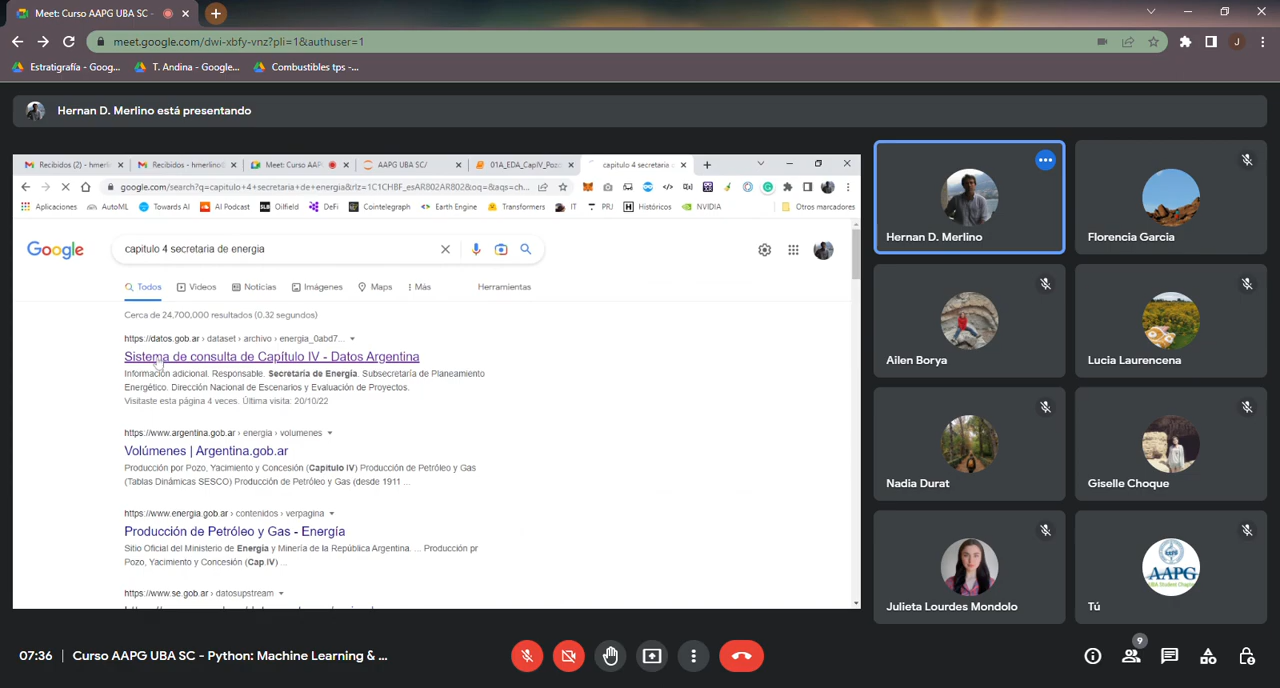 Meet: Curso AAPG UBA SC -
meet.google.com/dwi-xbfy-vnz?pli=1&authuser=1
J
Estratigrafía - Goog...
T. Andina - Google...
Combustibles tps -...
Hernan D. Merlino está presentando
Recibidos (2) - hmerli
Recibidos - hmerlino
Meet: Curso AAP
AAPG UBA SC/
01A_EDA_CapIV_Pozo
capitulo 4 secretaria
google.com/search?q=capitulo+4+secretaria+de+energia&rlz=1C1CHBF_esAR802AR802&oq=&aqs=ch...
Aplicaciones
AutoML
Towards AI
AI Podcast
Oilfield
DeFi
Cointelegraph
Earth Engine
Transformers
IT
PRJ
Históricos
NVIDIA
Otros marcadores
Google
capitulo 4 secretaria de energia
Todos
Videos
Noticias
Imágenes
Maps
Más
Herramientas
Cerca de 24,700,000 resultados (0.32 segundos)
https://datos.gob.ar › dataset › archivo › energia_0abd7...
Sistema de consulta de Capítulo IV - Datos Argentina
Información adicional. Responsable. Secretaría de Energía. Subsecretaría de Planeamiento
Energético. Dirección Nacional de Escenarios y Evaluación de Proyectos.
Visitaste esta página 4 veces. Última visita: 20/10/22
https://www.argentina.gob.ar › energia › volumenes
Volúmenes | Argentina.gob.ar
Producción por Pozo, Yacimiento y Concesión (Capítulo IV) Producción de Petróleo y Gas
(Tablas Dinámicas SESCO) Producción de Petróleo y Gas (desde 1911 ...
https://www.energia.gob.ar › contenidos › verpagina
Producción de Petróleo y Gas - Energía
Sitio Oficial del Ministerio de Energía y Minería de la República Argentina. ... Producción pr
Pozo, Yacimiento y Concesión (Cap.IV) ...
https://www.se.gob.ar › datosupstream
Hernan D. Merlino
Florencia Garcia
Ailen Borya
Lucia Laurencena
Nadia Durat
Giselle Choque
Julieta Lourdes Mondolo
AAPG
UBA Student Chapter
Tú
07:36 | Curso AAPG UBA SC - Python: Machine Learning & ...
9